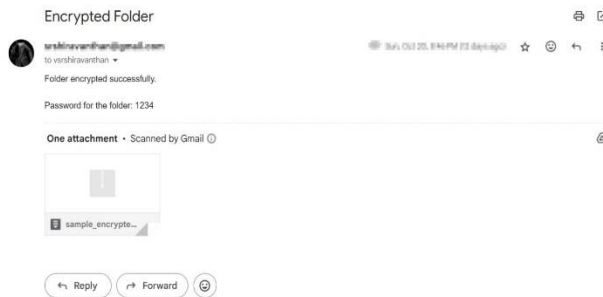 Encrypted Folder
to vsrshiravanthan
Folder encrypted successfully.
Password for the folder: 1234
One attachment • Scanned by Gmail
sample_encrypte...
Reply Forward